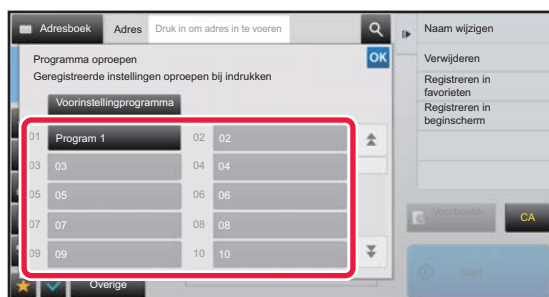 Adresboek Adres Druk in om adres in te voeren
Programma oproepen OK
Geregistreerde instellingen oproepen bij indrukken
Voorinstellingprogramma
01 Program 1 02 02
03 03 04 04
05 05 06 06
07 07 08 08
09 09 10 10
Overige
Naam wijzigen
Verwijderen
Registreren in
favorieten
Registreren in
beginscherm
Voorbeeld-
CA
Start